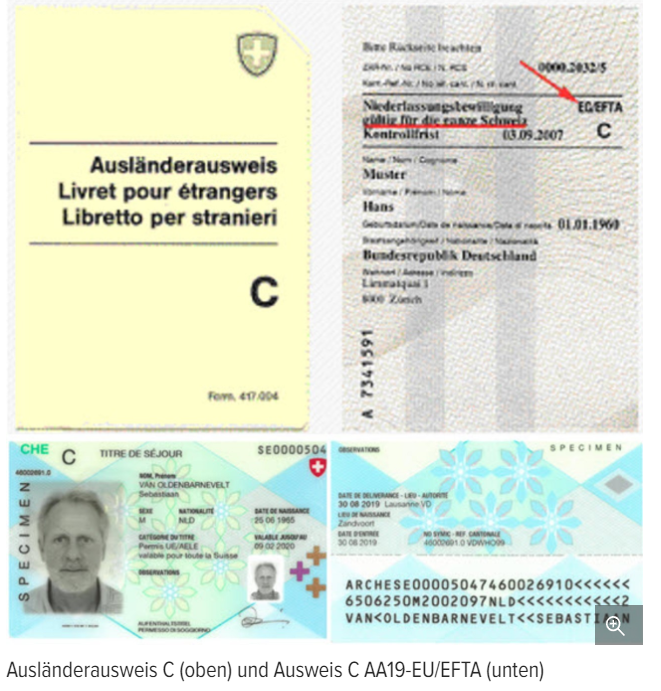 Ausländerausweis
Livret pour étrangers
Libretto per stranieri
C
Form. 417.004
Bitte Rückseite beachten
ZAR-Nr. / No RCE / N. RCS 0000.2032/5
Kant.-Ref.-Nr. / No réf. cant. / N. rif. cant.
Niederlassungsbewilligung EG/EFTA
gültig für die ganze Schweiz C
Kontrollfrist 03.09.2007
Name / Nom / Cognome
Muster
Vorname / Prénom / Nome
Hans
Geburtsdatum/Date de naissance/Data di nascita 01.01.1960
Staatsangehörigkeit / Nationalité / Nazionalità
Bundesrepublik Deutschland
Wohnort / Adresse / Indirizzo
Limmatquai 1
8000 Zürich
A 7341591
CHE C TITRE DE SÉJOUR SE0000504
46002691.0
SPECIMEN
NOM, Prénom
VAN OLDENBARNEVELT
Sebastiaan
SEXE NATIONALITÉ DATE DE NAISSANCE
M NLD 25 06 1965
CATÉGORIE DU TITRE VALABLE JUSQU'AU
Permis UE/AELE 09 02 2020
valable pour toute la Suisse
OBSERVATIONS
AUFENTHALTSTITEL
PERMESSO DI SOGGIORNO
OBSERVATIONS SPECIMEN
DATE DE DELIVERANCE - LIEU - AUTORITÉ
30 08 2019 Lausanne VD
LIEU DE NAISSANCE
Zandvoort
DATE D'ENTRÉE NO SYMIC - REF. CANTONALE
30 08 2019 46002691.0 VDWHO99
ARCHESE00005047460026910<<<<<<
6506250M2002097NLD<<<<<<<<<<<2
VAN<OLDENBARNEVELT<<SEBASTIAAN
Ausländerausweis C (oben) und Ausweis C AA19-EU/EFTA (unten)